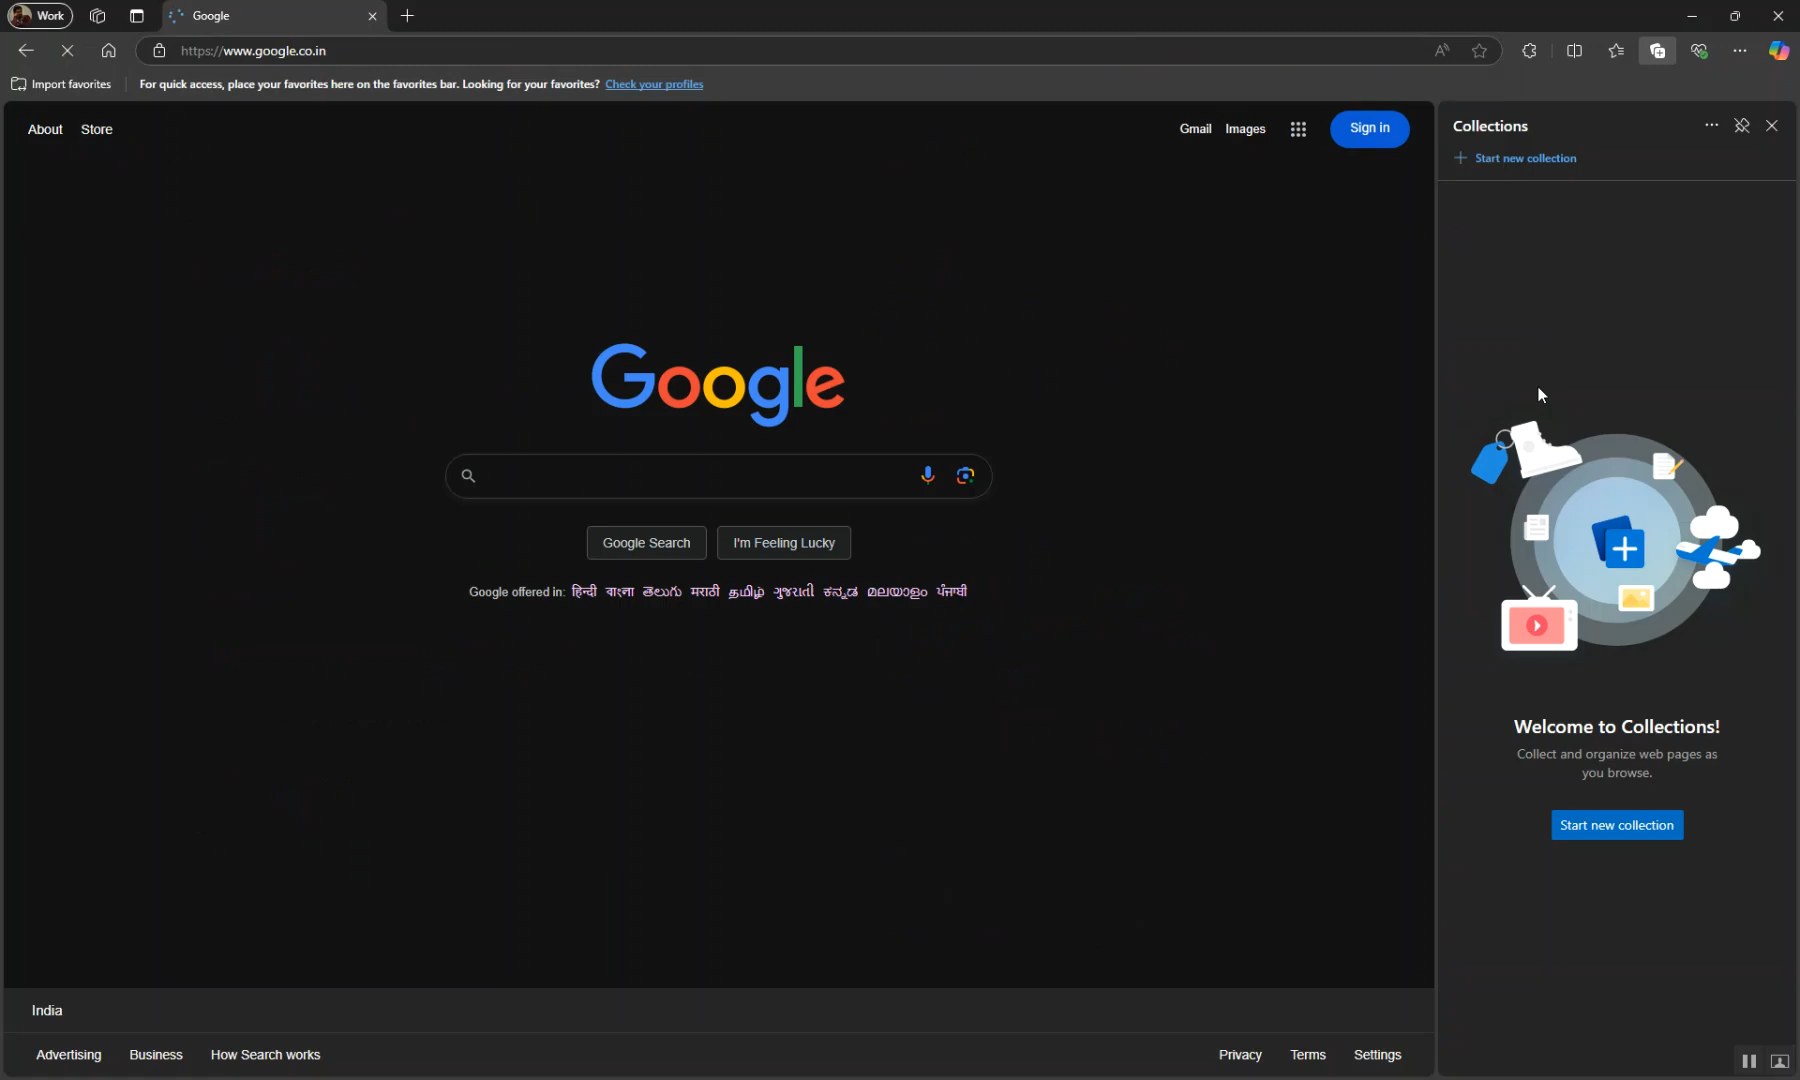 Work
Google
https://www.google.co.in
Import favorites
For quick access, place your favorites here on the favorites bar. Looking for your favorites? Check your profiles
About Store
Gmail Images
Sign in
Google
Google Search
I'm Feeling Lucky
Google offered in: हिन्दी বাংলা తెలుగు मराठी தமிழ் ગુજરાતી ಕನ್ನಡ മലയാളം ਪੰਜਾਬੀ
India
Advertising Business How Search works
Privacy Terms Settings
Collections
Start new collection
Welcome to Collections!
Collect and organize web pages as
you browse.
Start new collection